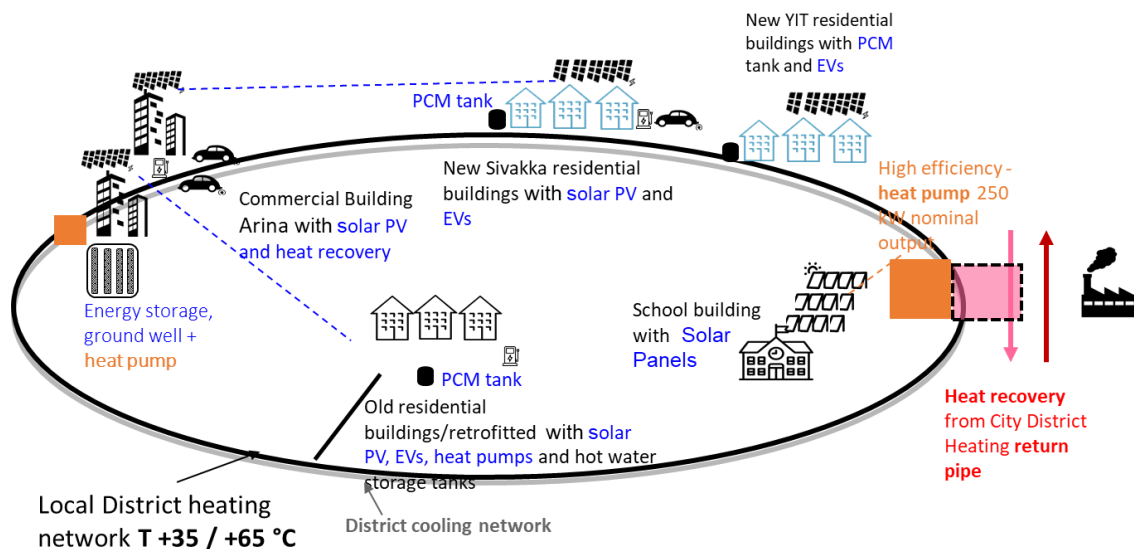 New YIT residential
buildings with PCM
tank and EVs
PCM tank
New Sivakka residential
buildings with solar PV and
EVs
Commercial Building
Arina with solar PV
and heat recovery
High efficiency -
heat pump 250
kW nominal
output
Energy storage,
ground well +
heat pump
School building
with Solar
Panels
PCM tank
Old residential
buildings/retrofitted with solar
PV, EVs, heat pumps and hot water
storage tanks
Heat recovery
from City District
Heating return
pipe
Local District heating
network T +35 / +65 °C
District cooling network